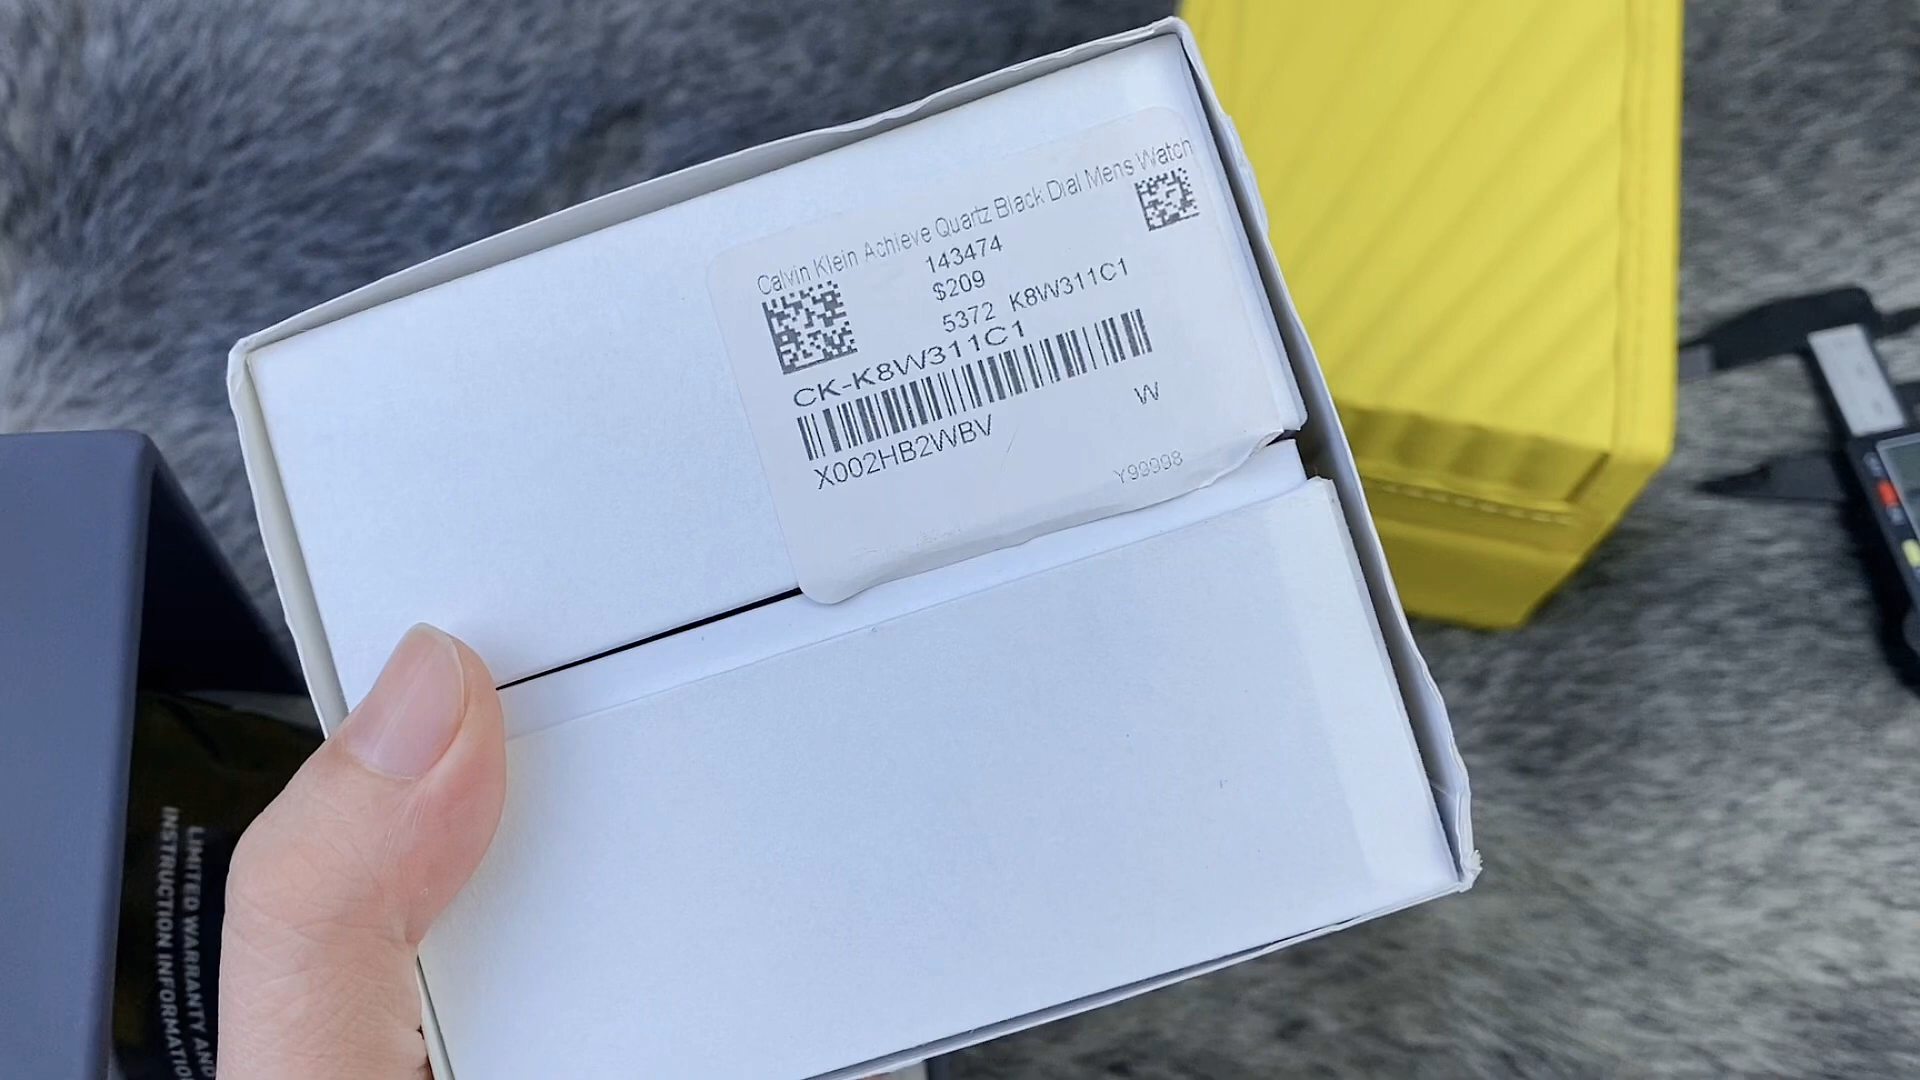 Calvin Klein Achieve Quartz Black Dial Mens Watch
143474
$209
5372 K8W311C1
CK-K8W311C1
X002HB2WBV
W
Y99998
LIMITED WARRANTY AND
INSTRUCTION INFORMATIO